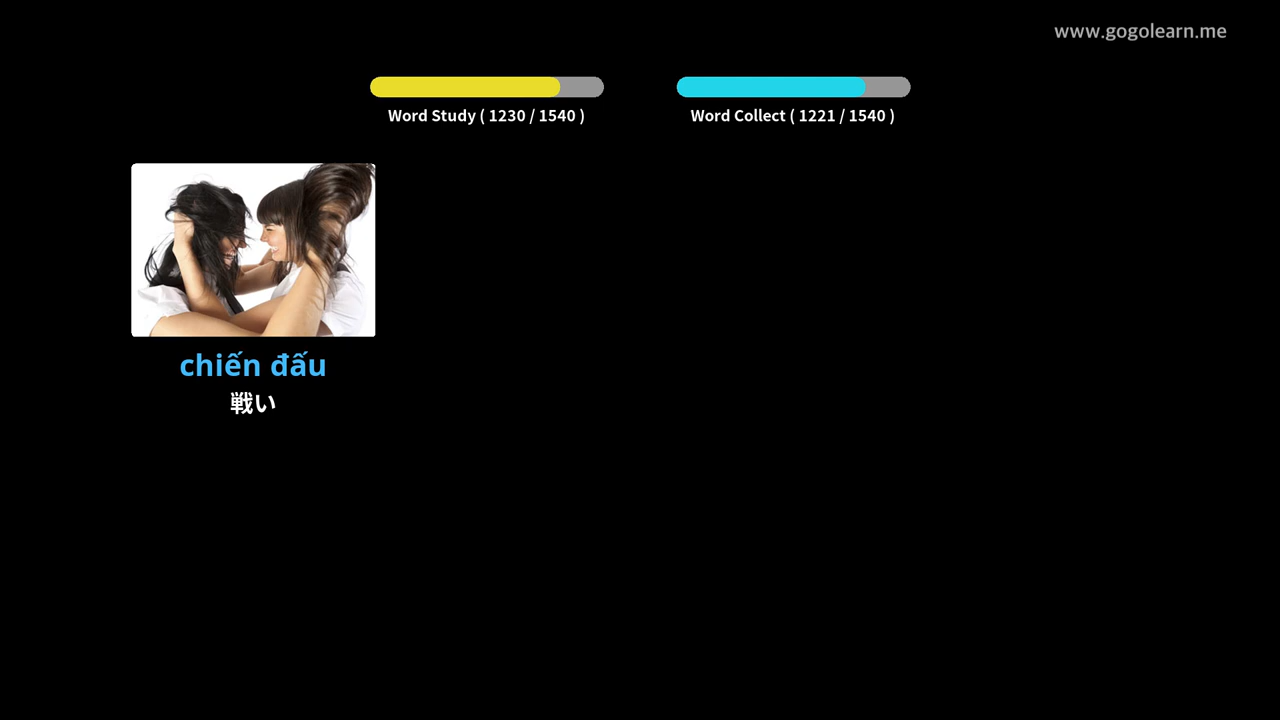 www.gogolearn.me
Word Study ( 1230 / 1540 )
Word Collect ( 1221 / 1540 )
chiến đấu
戦い